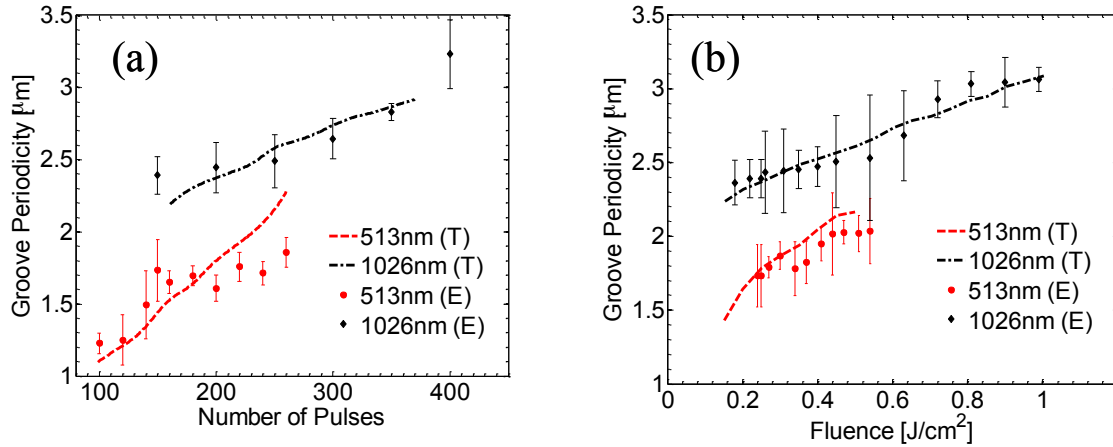 (a)
Groove Periodicity [μm]
3.5
3
2.5
2
1.5
1
100
200
300
400
Number of Pulses
513nm (T)
1026nm (T)
513nm (E)
1026nm (E)
(b)
Groove Periodicity [μm]
3.5
3
2.5
2
1.5
1
0
0.2
0.4
0.6
0.8
1
Fluence [J/cm²]
513nm (T)
1026nm (T)
513nm (E)
1026nm (E)